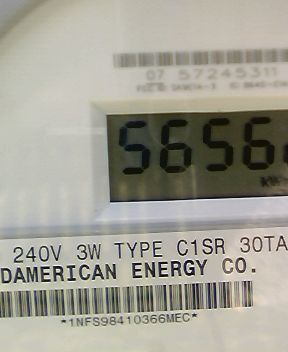 07 57245311
5656
240V 3W TYPE C1SR 30TA
DAMERICAN ENERGY CO.
*1NFS98410366MEC*